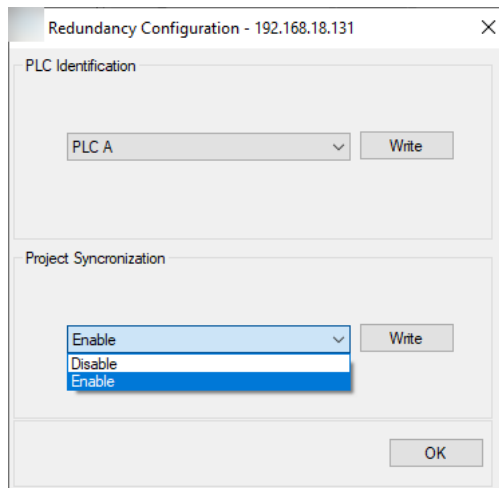 Redundancy Configuration - 192.168.18.131
PLC Identification
PLC A
Write
Project Syncronization
Enable
Write
Disable
Enable
OK